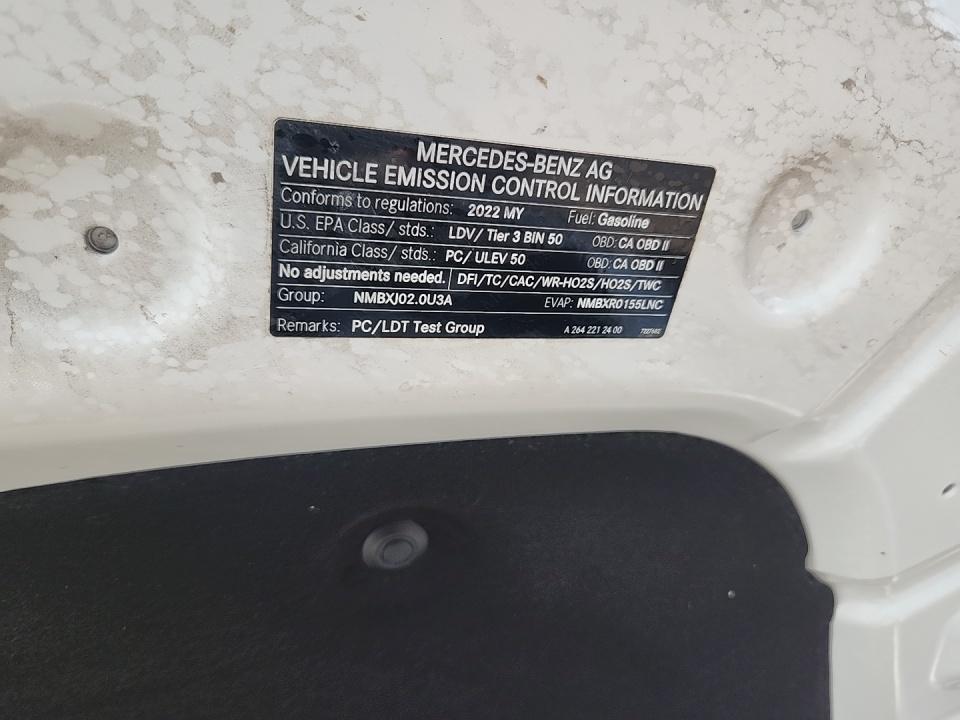 MERCEDES-BENZ AG
VEHICLE EMISSION CONTROL INFORMATION
Conforms to regulations: 2022 MY Fuel: Gasoline
U.S. EPA Class/ stds.: LDV/ Tier 3 BIN 50 OBD: CA OBD II
California Class/ stds.: PC/ ULEV 50 OBD: CA OBD II
No adjustments needed. DFI/TC/CAC/WR-HO2S/HO2S/TWC
Group: NMBXJ02.0U3A EVAP: NMBXR0155LNC
Remarks: PC/LDT Test Group A 264 221 24 00